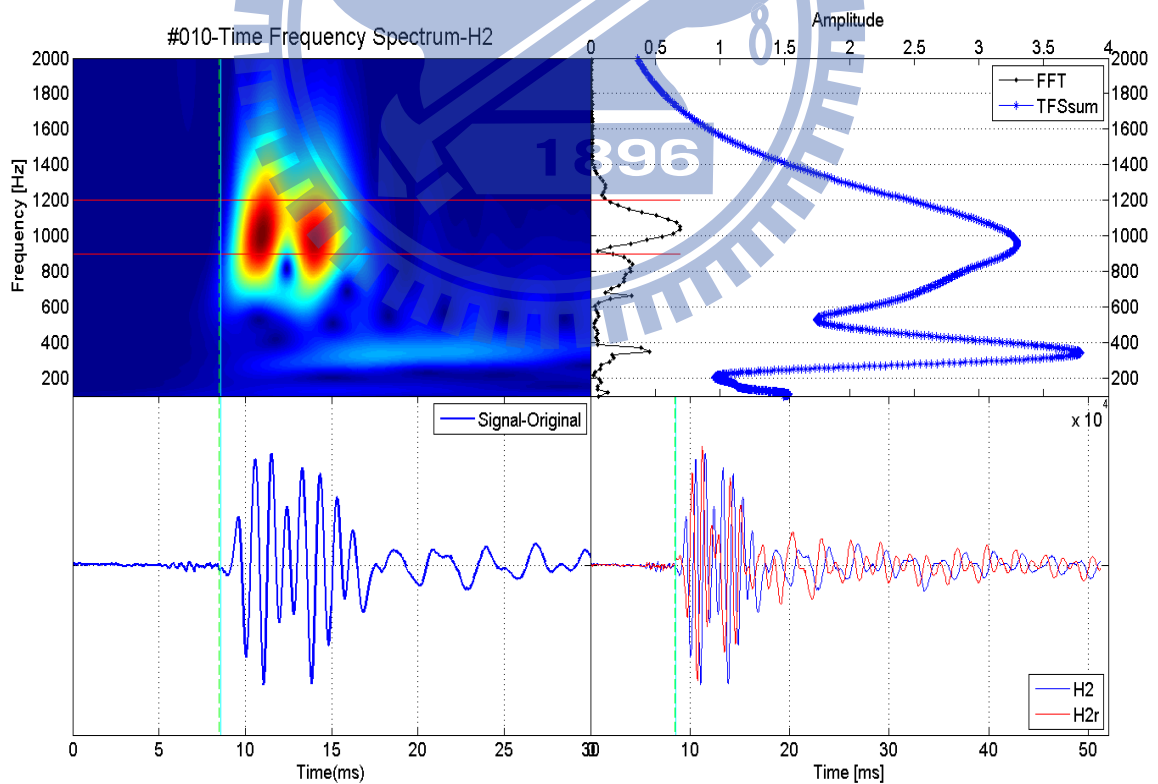 #010-Time Frequency Spectrum-H2
Amplitude
0 0.5 1 1.5 2 2.5 3 3.5 4
2000
1800
1600
1400
1200
1000
800
600
400
200
Frequency [Hz]
1896
FFT
TFSsum
2000
1800
1600
1400
1200
1000
800
600
400
200
Signal-Original
x 10^4
H2
H2r
0 5 10 15 20 25 30
Time(ms)
0 10 20 30 40 50
Time [ms]